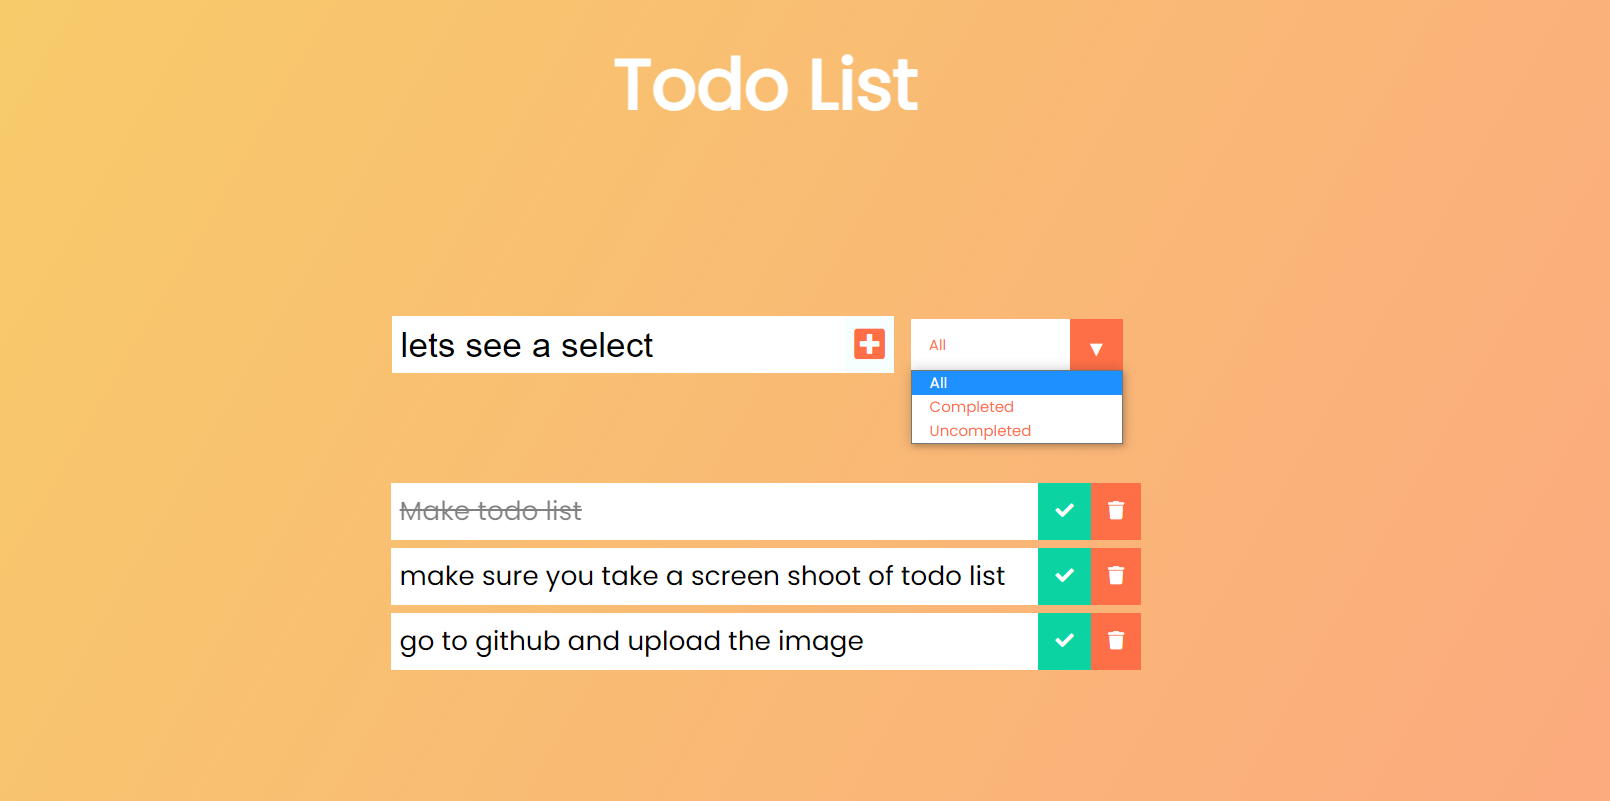 Todo List
lets see a select
All
All
Completed
Uncompleted
Make todo list
make sure you take a screen shoot of todo list
go to github and upload the image